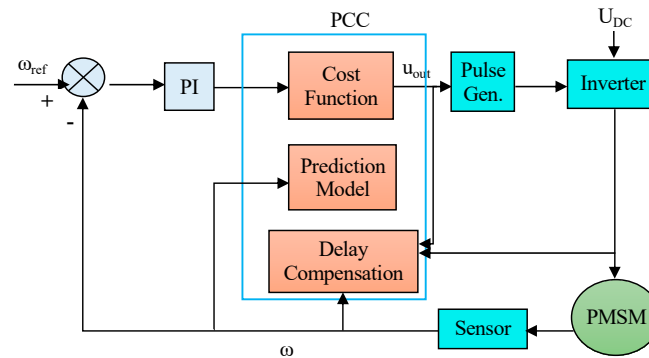 PCC
U_DC
ω_ref
+
-
PI
Cost
Function
u_out
Pulse
Gen.
Inverter
Prediction
Model
Delay
Compensation
PMSM
Sensor
ω